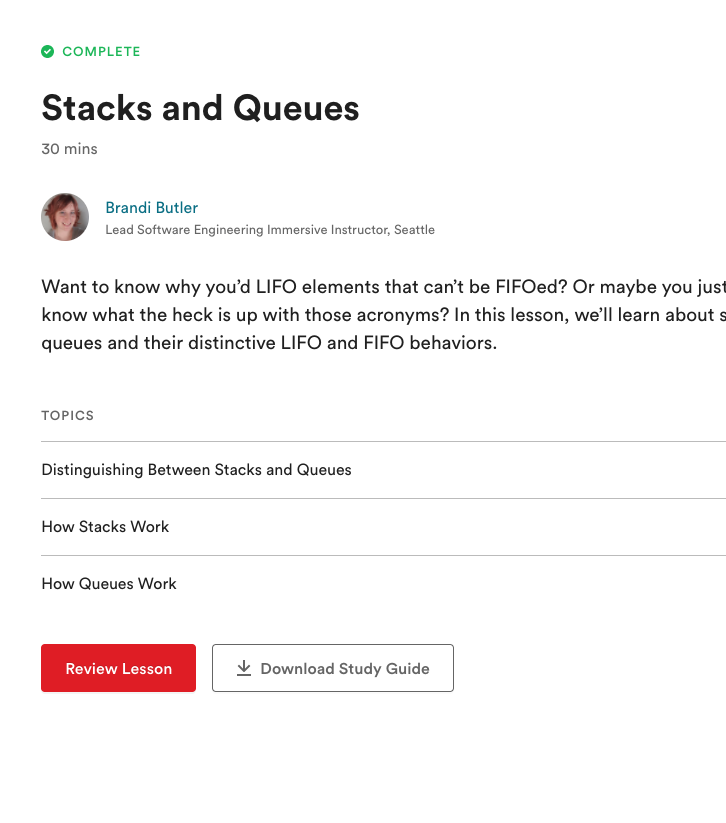 COMPLETE
Stacks and Queues
30 mins
Brandi Butler
Lead Software Engineering Immersive Instructor, Seattle
Want to know why you’d LIFO elements that can’t be FIFOed? Or maybe you just
know what the heck is up with those acronyms? In this lesson, we’ll learn about
queues and their distinctive LIFO and FIFO behaviors.
TOPICS
Distinguishing Between Stacks and Queues
How Stacks Work
How Queues Work
Review Lesson
Download Study Guide